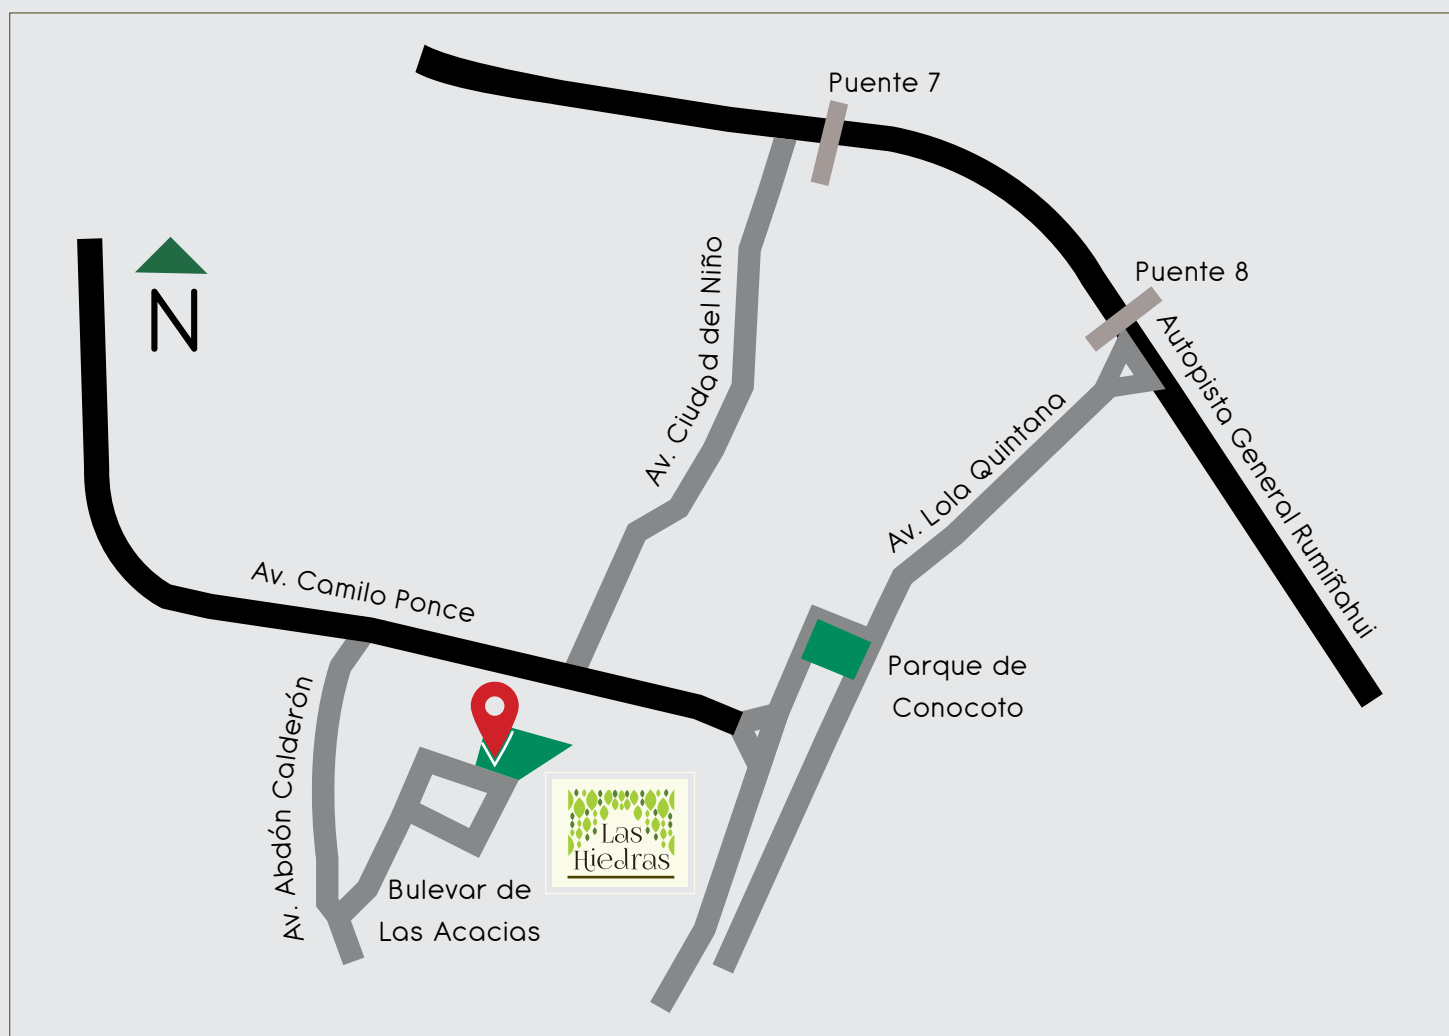 Puente 7
Puente 8
N
Av. Ciudad del Niño
Autopista General Rumiñahui
Av. Lola Quintana
Av. Camilo Ponce
Parque de
Conocoto
Av. Abdón Calderón
Las
Hiedras
Bulevar de
Las Acacias